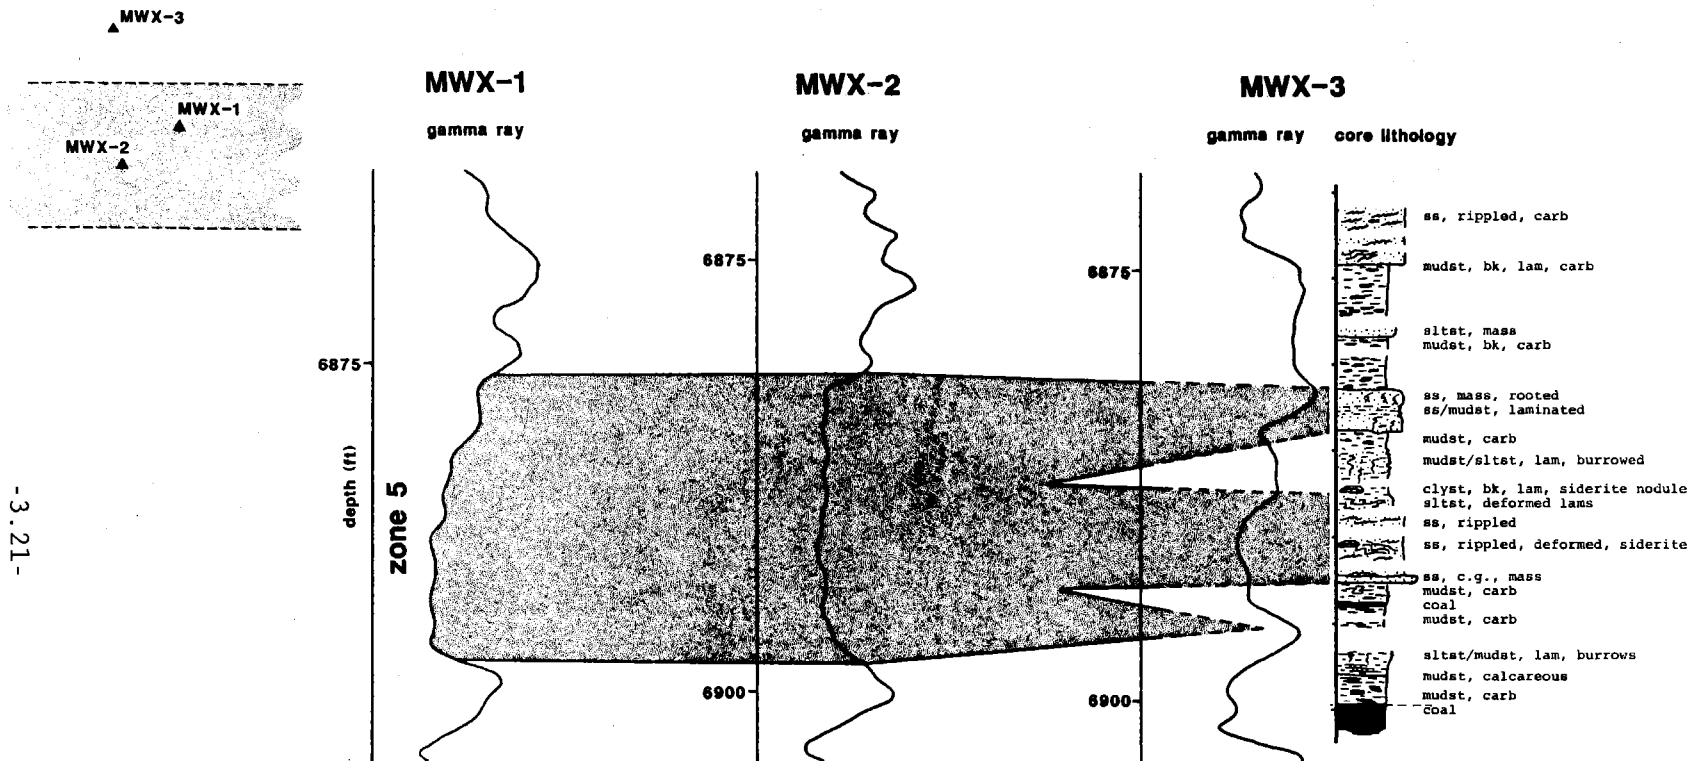 MWX-3
MWX-1
MWX-2
MWX-1
MWX-2
MWX-3
gamma ray
gamma ray
gamma ray
core lithology
6875
6875
6875
depth (ft)
zone 5
6900
6900
ss, rippled, carb
mudst, bk, lam, carb
sltst, mass
mudst, bk, carb
ss, mass, rooted
ss/mudst, laminated
mudst, carb
mudst/sltst, lam, burrowed
clyst, bk, lam, siderite nodule
sltst, deformed lams
ss, rippled
ss, rippled, deformed, siderite
ss, c.g., mass
mudst, carb
coal
mudst, carb
sltst/mudst, lam, burrows
mudst, calcareous
mudst, carb
coal
-3.21-